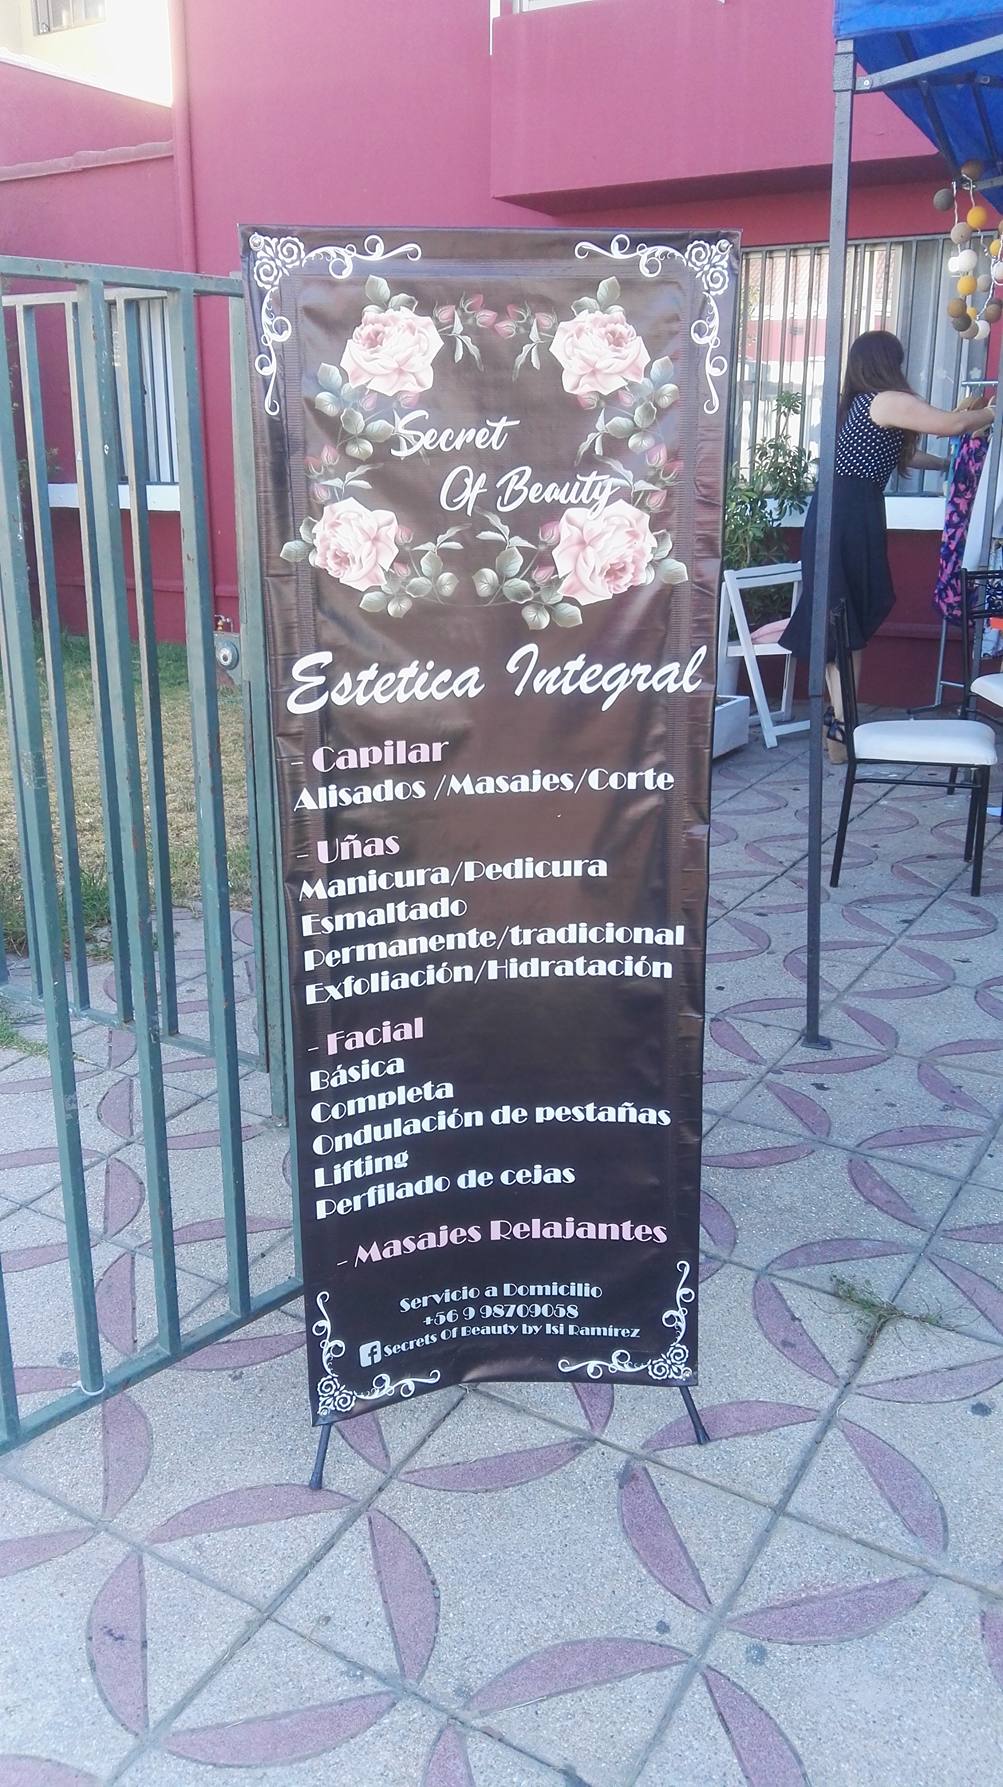 Secret
Of Beauty
Estetica Integral
- Capilar
Alisados /Masajes/Corte
- Uñas
Manicura/Pedicura
Esmaltado
Permanente/tradicional
Exfoliación/Hidratación
- Facial
Básica
Completa
Ondulación de pestañas
Lifting
Perfilado de cejas
- Masajes Relajantes
Servicio a Domicilio
+56 9 98709058
f Secrets Of Beauty by Isi Ramírez